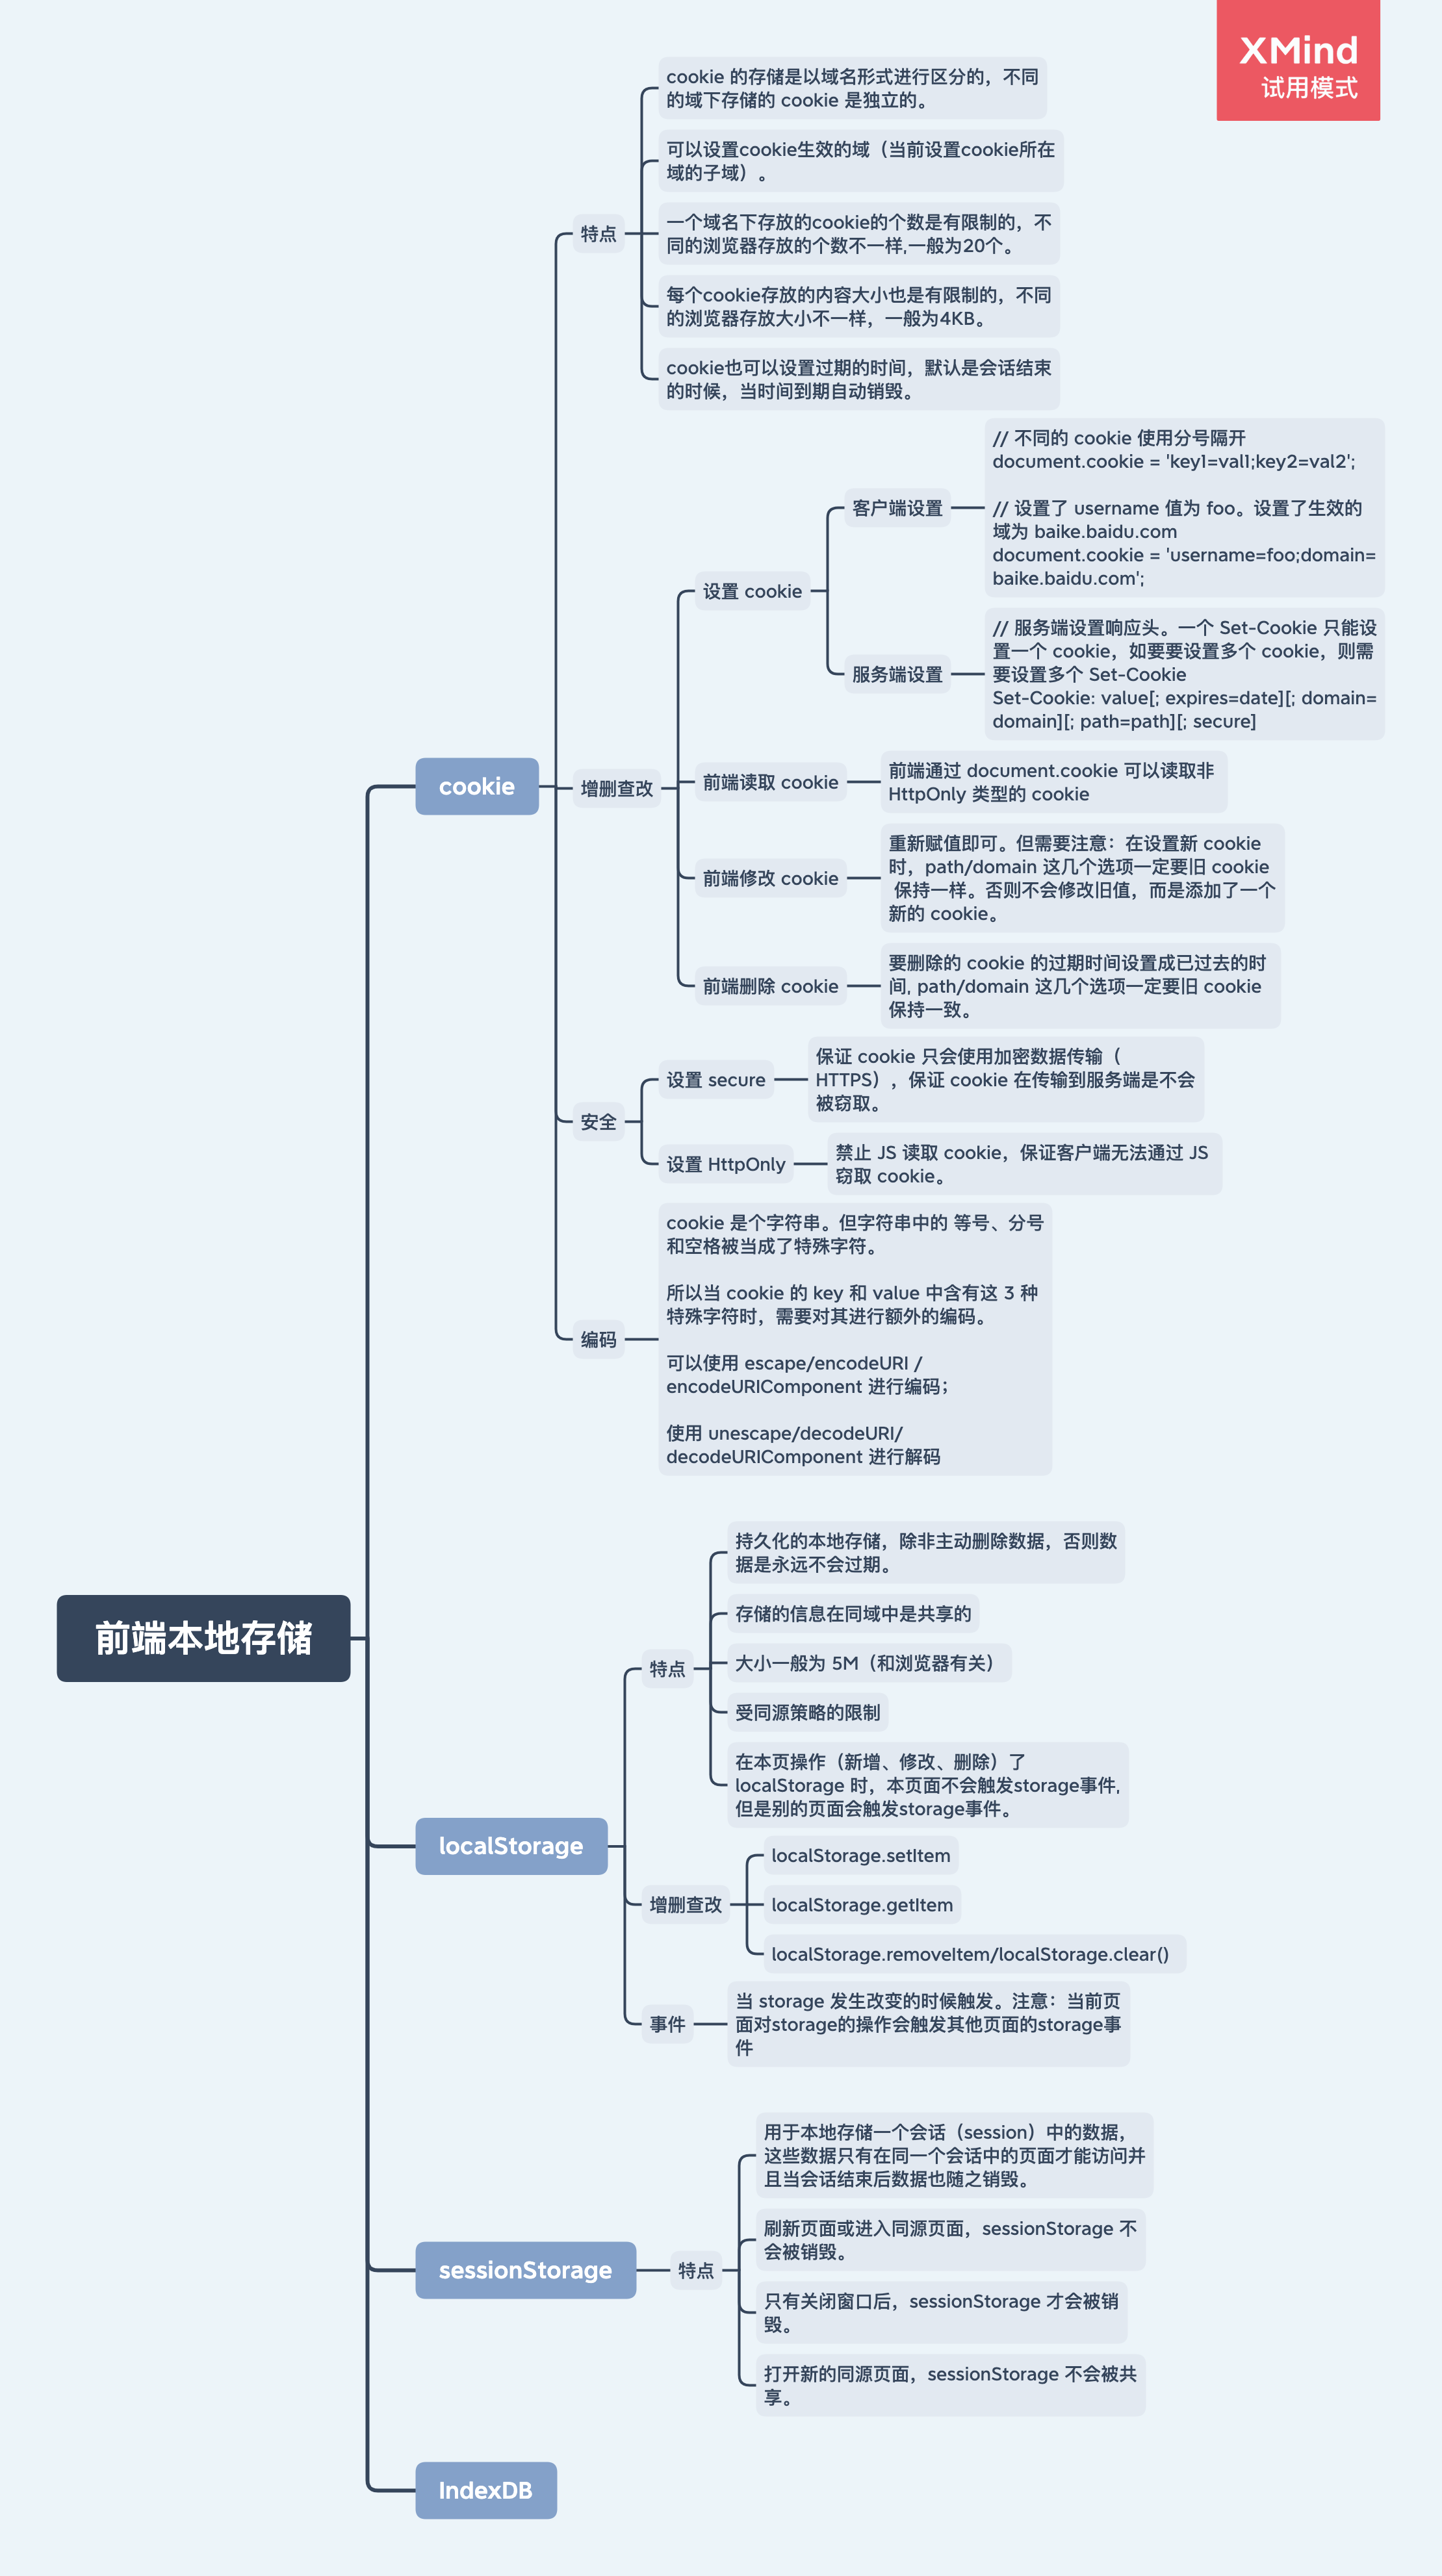 XMind
试用模式
cookie 的存储是以域名形式进行区分的，不同
的域下存储的 cookie 是独立的。
可以设置cookie生效的域（当前设置cookie所在
域的子域）。
一个域名下存放的cookie的个数是有限制的，不
同的浏览器存放的个数不一样,一般为20个。
特点
每个cookie存放的内容大小也是有限制的，不同
的浏览器存放大小不一样，一般为4KB。
cookie也可以设置过期的时间，默认是会话结束
的时候，当时间到期自动销毁。
// 不同的 cookie 使用分号隔开
document.cookie = 'key1=val1;key2=val2';
客户端设置
// 设置了 username 值为 foo。设置了生效的
域为 baike.baidu.com
document.cookie = 'username=foo;domain=
baike.baidu.com';
设置 cookie
// 服务端设置响应头。一个 Set-Cookie 只能设
置一个 cookie，如要要设置多个 cookie，则需
要设置多个 Set-Cookie
Set-Cookie: value[; expires=date][; domain=
domain][; path=path][; secure]
服务端设置
cookie
增删查改
前端读取 cookie
前端通过 document.cookie 可以读取非
HttpOnly 类型的 cookie
前端修改 cookie
重新赋值即可。但需要注意：在设置新 cookie
时，path/domain 这几个选项一定要旧 cookie
保持一样。否则不会修改旧值，而是添加了一个
新的 cookie。
前端删除 cookie
要删除的 cookie 的过期时间设置成已过去的时
间, path/domain 这几个选项一定要旧 cookie
保持一致。
安全
设置 secure
保证 cookie 只会使用加密数据传输（
HTTPS），保证 cookie 在传输到服务端是不会
被窃取。
设置 HttpOnly
禁止 JS 读取 cookie，保证客户端无法通过 JS
窃取 cookie。
编码
cookie 是个字符串。但字符串中的 等号、分号
和空格被当成了特殊字符。
所以当 cookie 的 key 和 value 中含有这 3 种
特殊字符时，需要对其进行额外的编码。
可以使用 escape/encodeURI /
encodeURIComponent 进行编码；
使用 unescape/decodeURI/
decodeURIComponent 进行解码
前端本地存储
localStorage
特点
持久化的本地存储，除非主动删除数据，否则数
据是永远不会过期。
存储的信息在同域中是共享的
大小一般为 5M（和浏览器有关）
受同源策略的限制
在本页操作（新增、修改、删除）了
localStorage 时，本页面不会触发storage事件,
但是别的页面会触发storage事件。
增删查改
localStorage.setItem
localStorage.getItem
localStorage.removeItem/localStorage.clear()
事件
当 storage 发生改变的时候触发。注意：当前页
面对storage的操作会触发其他页面的storage事
件
sessionStorage
特点
用于本地存储一个会话（session）中的数据，
这些数据只有在同一个会话中的页面才能访问并
且当会话结束后数据也随之销毁。
刷新页面或进入同源页面，sessionStorage 不
会被销毁。
只有关闭窗口后，sessionStorage 才会被销
毁。
打开新的同源页面，sessionStorage 不会被共
享。
IndexDB